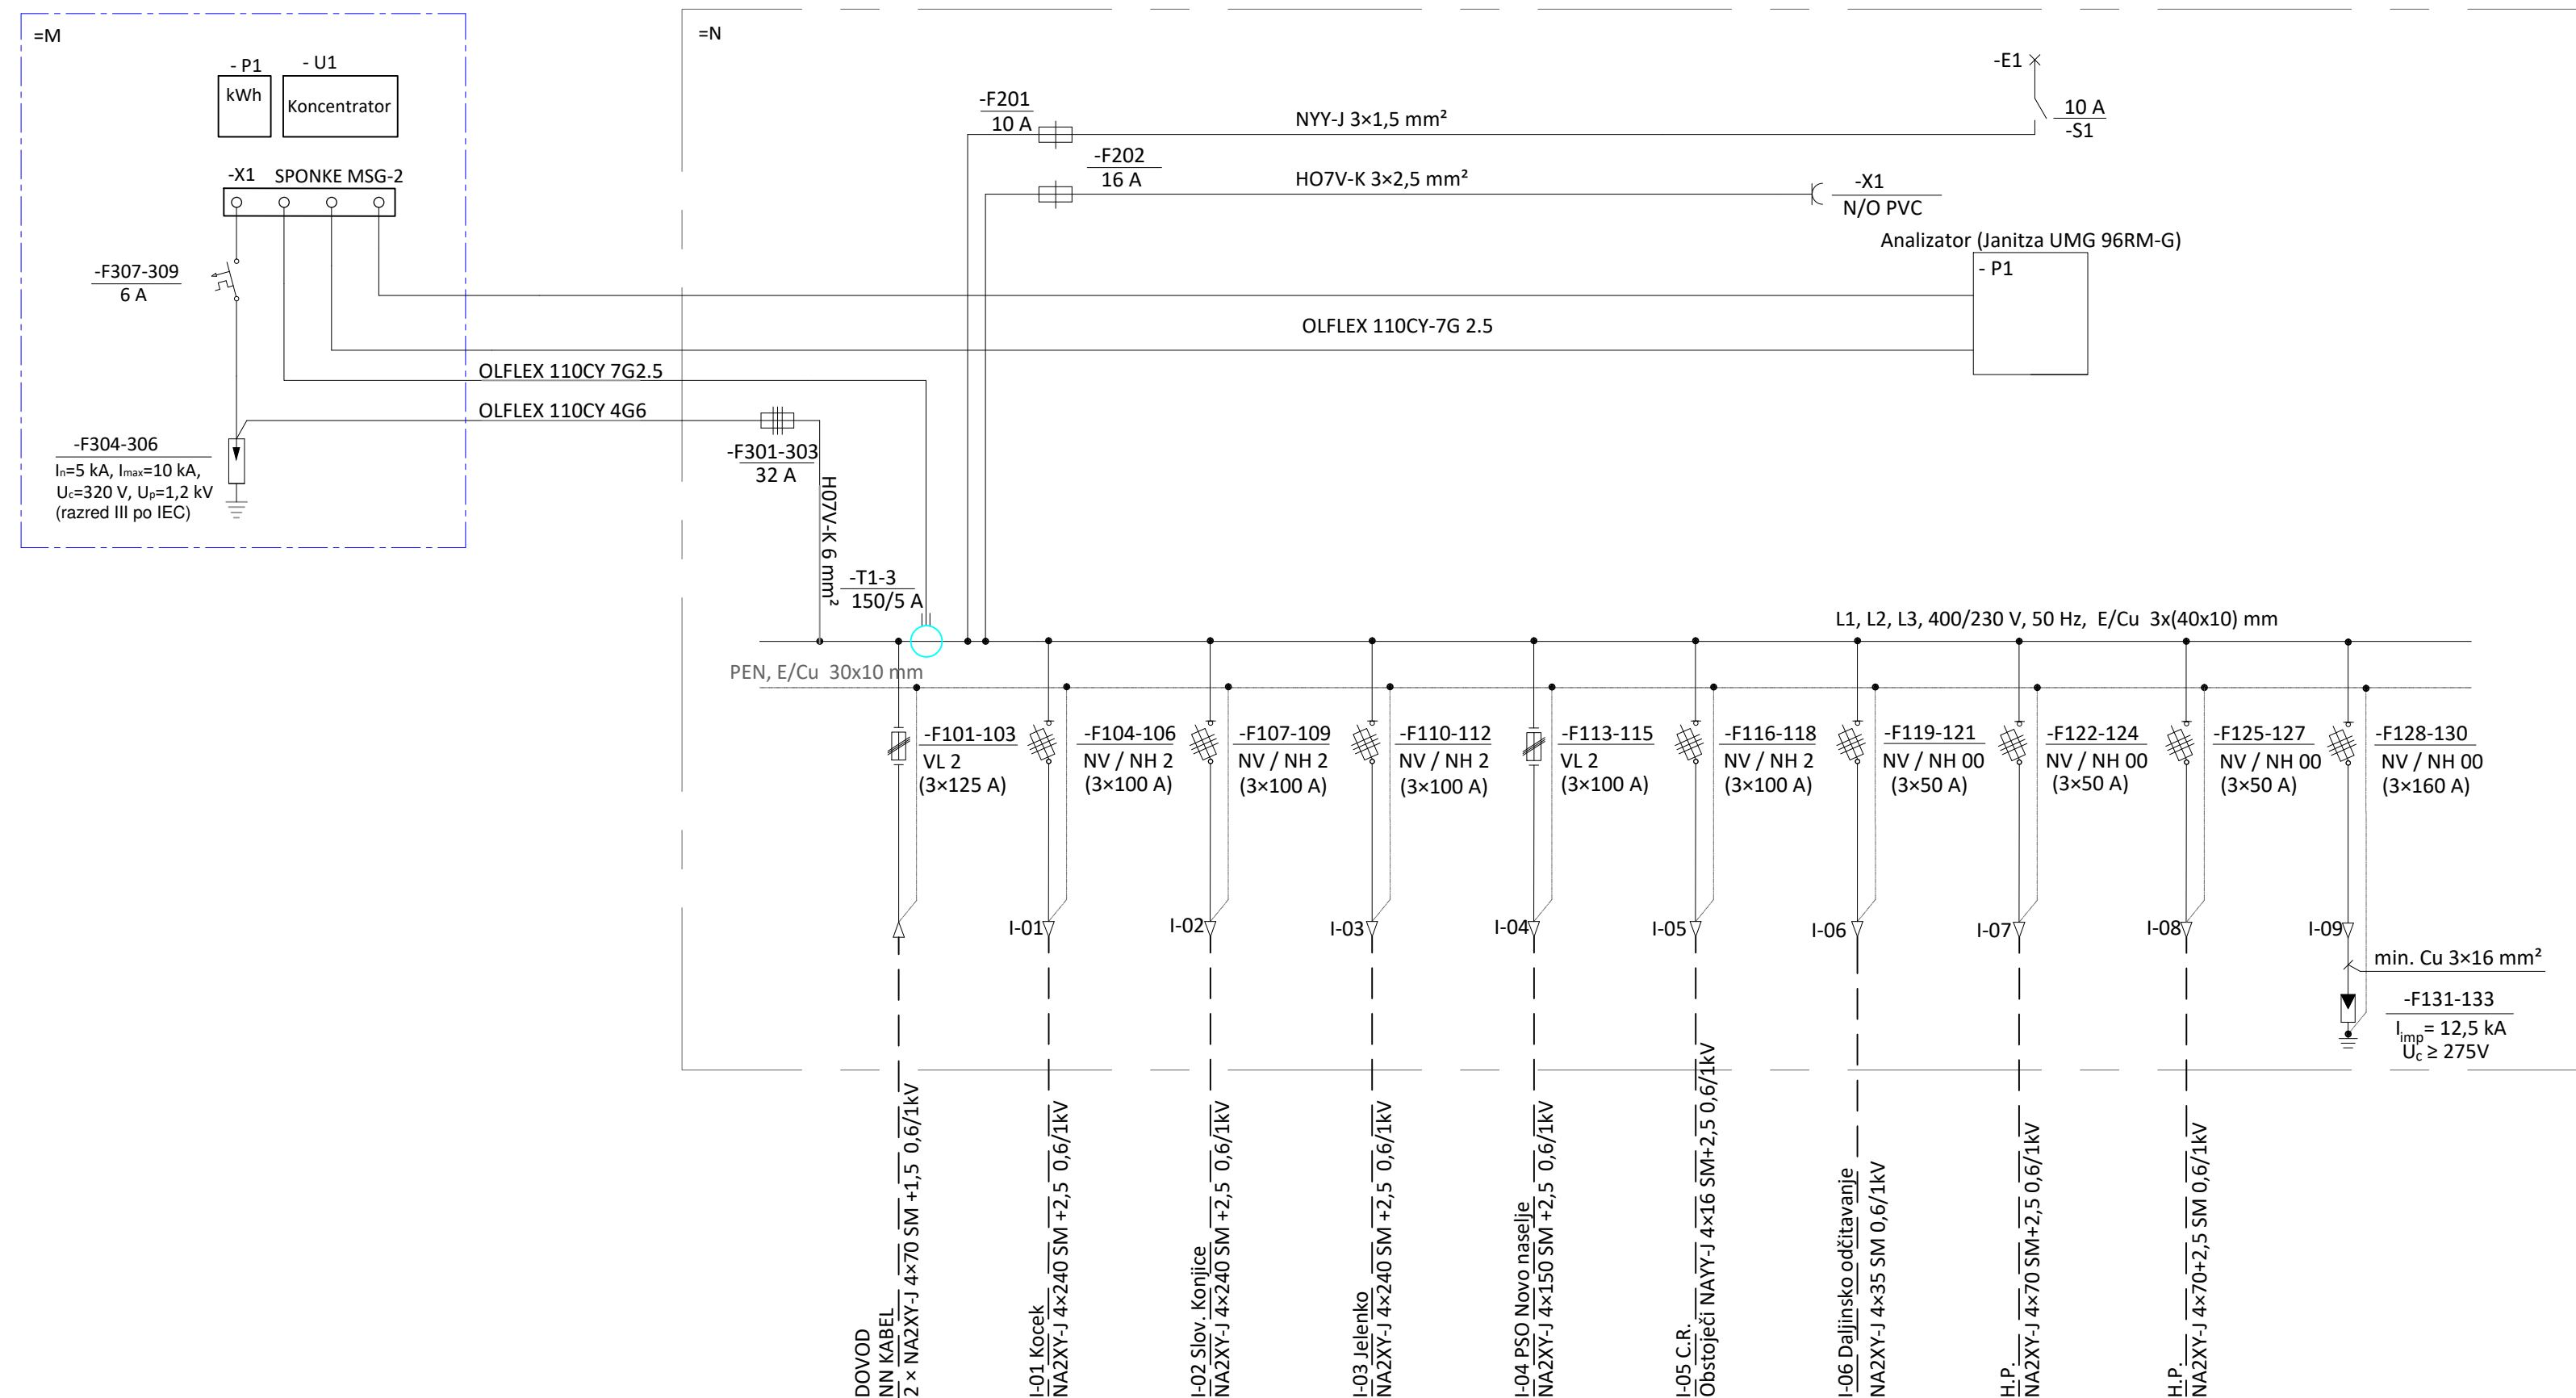 =M
- P1
kWh
- U1
Koncentrator
-X1
SPONKE MSG-2
-F307-309
6 A
-F304-306
Iₙ=5 kA, Iₘₐₓ=10 kA,
U꜀=320 V, Uₚ=1,2 kV
(razred III po IEC)
OLFLEX 110CY 7G2.5
OLFLEX 110CY 4G6
=N
-F201
10 A
NYY-J 3×1,5 mm²
-E1
10 A
-S1
-F202
16 A
HO7V-K 3×2,5 mm²
-X1
N/O PVC
Analizator (Janitza UMG 96RM-G)
- P1
OLFLEX 110CY-7G 2.5
-F301-303
32 A
H07V-K 6 mm²
-T1-3
150/5 A
L1, L2, L3, 400/230 V, 50 Hz, E/Cu 3x(40x10) mm
PEN, E/Cu 30x10 mm
-F101-103
VL 2
(3×125 A)
-F104-106
NV / NH 2
(3×100 A)
-F107-109
NV / NH 2
(3×100 A)
-F110-112
NV / NH 2
(3×100 A)
-F113-115
VL 2
(3×100 A)
-F116-118
NV / NH 2
(3×100 A)
-F119-121
NV / NH 00
(3×50 A)
-F122-124
NV / NH 00
(3×50 A)
-F125-127
NV / NH 00
(3×50 A)
-F128-130
NV / NH 00
(3×160 A)
I-01
I-02
I-03
I-04
I-05
I-06
I-07
I-08
I-09
min. Cu 3×16 mm²
-F131-133
Iimp= 12,5 kA
Uc ≥ 275V
DOVOD
NN KABEL
2 × NA2XY-J 4×70 SM +1,5 0,6/1kV
I-01 Kocek
NA2XY-J 4×240 SM +2,5 0,6/1kV
I-02 Slov. Konjice
NA2XY-J 4×240 SM +2,5 0,6/1kV
I-03 Jelenko
NA2XY-J 4×240 SM +2,5 0,6/1kV
I-04 PSO Novo naselje
NA2XY-J 4×150 SM +2,5 0,6/1kV
I-05 C.R.
Obstoječi NAYY-J 4×16 SM+2,5 0,6/1kV
I-06 Daljinsko odčitavanje
NA2XY-J 4×35 SM 0,6/1kV
H.P.
NA2XY-J 4×70 SM+2,5 0,6/1kV
H.P.
NA2XY-J 4×70+2,5 SM 0,6/1kV